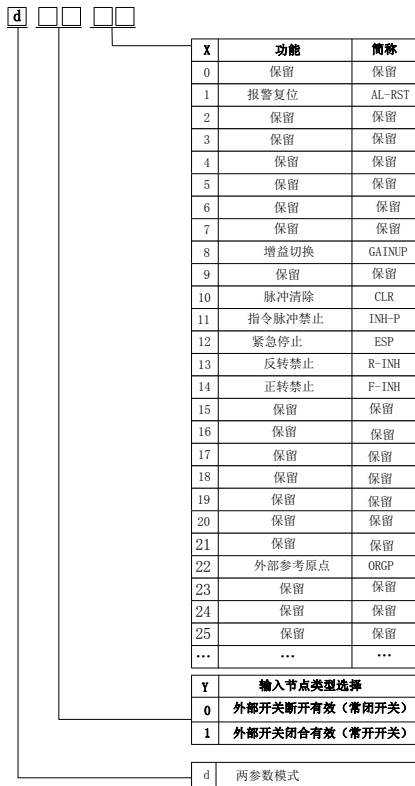 d
X 功能 简称
0 保留 保留
1 报警复位 AL-RST
2 保留 保留
3 保留 保留
4 保留 保留
5 保留 保留
6 保留 保留
7 保留 保留
8 增益切换 GAINUP
9 保留 保留
10 脉冲清除 CLR
11 指令脉冲禁止 INH-P
12 紧急停止 ESP
13 反转禁止 R-INH
14 正转禁止 F-INH
15 保留 保留
16 保留 保留
17 保留 保留
18 保留 保留
19 保留 保留
20 保留 保留
21 保留 保留
22 外部参考原点 ORGP
23 保留 保留
24 保留 保留
25 保留 保留
… … …
Y 输入节点类型选择
0 外部开关断开有效（常闭开关）
1 外部开关闭合有效（常开开关）
d 两参数模式